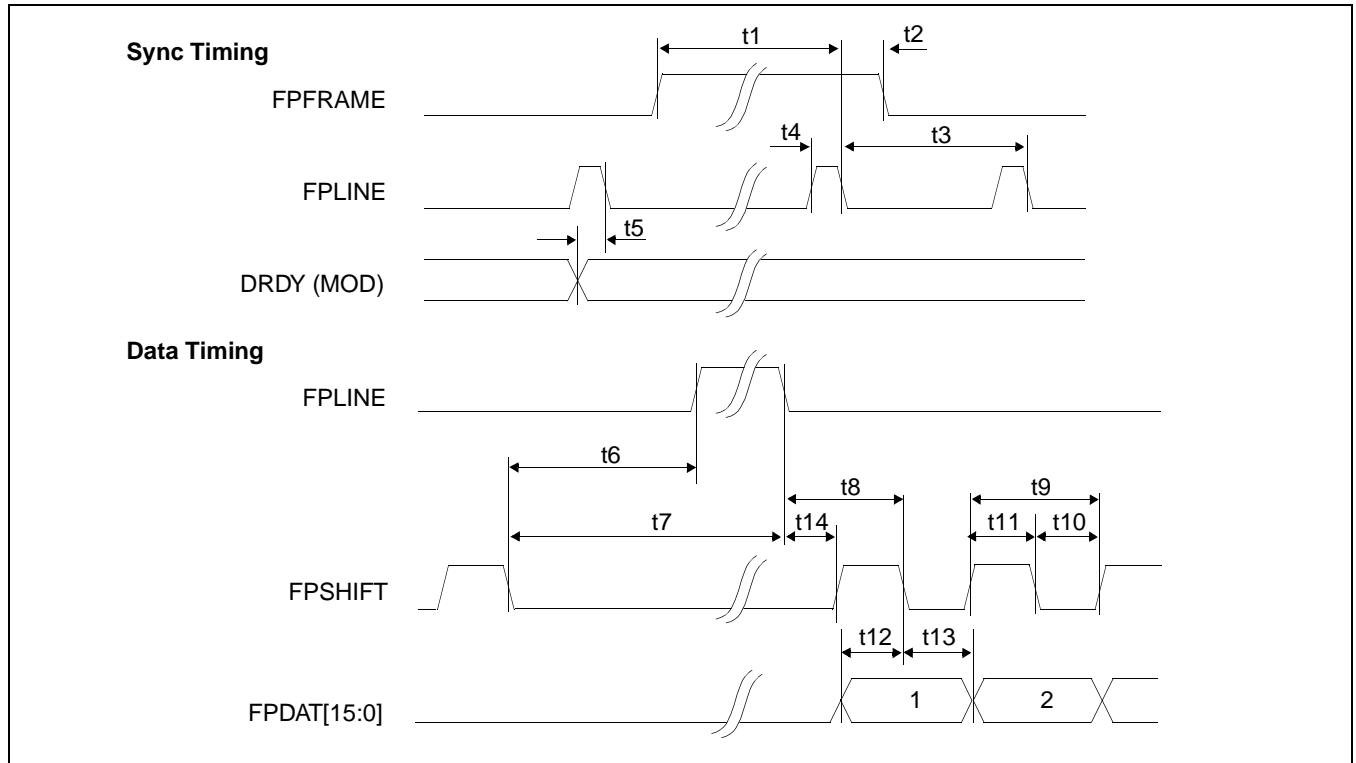 Sync Timing
t1
t2
FPFRAME
t4
t3
FPLINE
t5
DRDY (MOD)
Data Timing
FPLINE
t6
t8
t9
t7
t14
t11
t10
FPSHIFT
t12
t13
FPDAT[15:0]
1
2